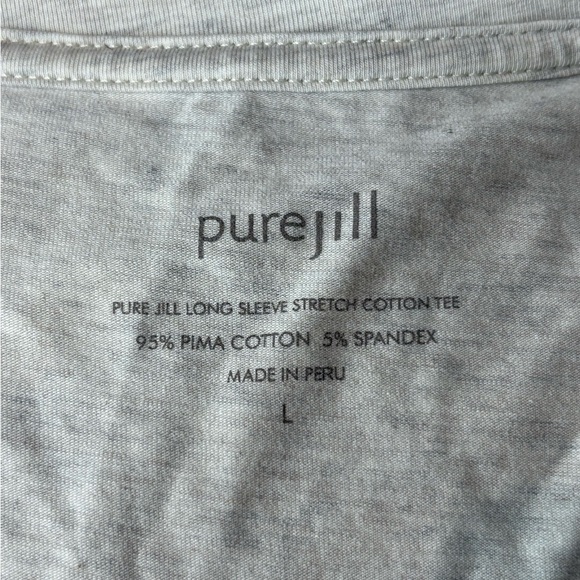 purejill
PURE JILL LONG SLEEVE STRETCH COTTON TEE
95% PIMA COTTON 5% SPANDEX
MADE IN PERU
L